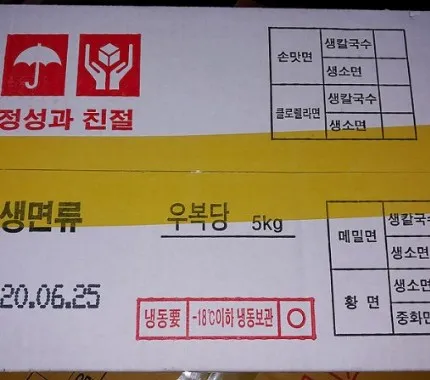 정성과 친절
손맛면
생칼국수
생소면
클로렐라면
생칼국수
생소면
생면류
우복당 5kg
메밀면
생칼국수
생소면
황 면
생소면
중화면
20.06.25
냉동要 -18℃이하 냉동보관 ○